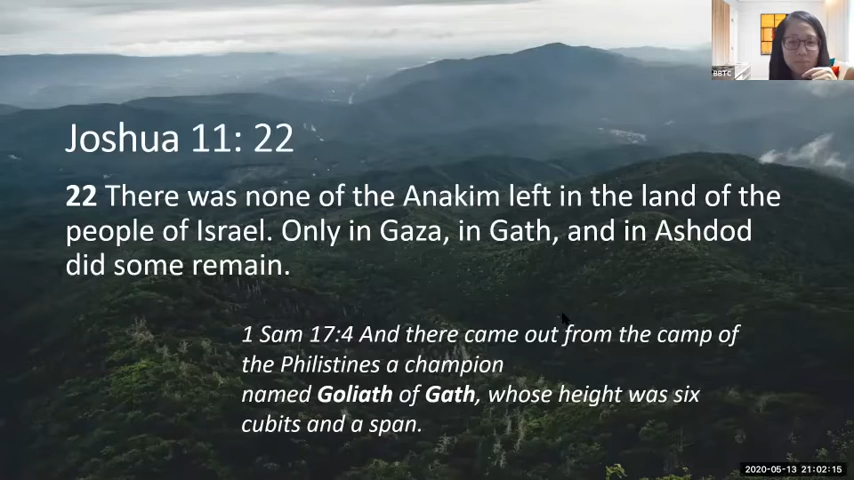 BBTC
Joshua 11: 22
22 There was none of the Anakim left in the land of the
people of Israel. Only in Gaza, in Gath, and in Ashdod
did some remain.
1 Sam 17:4 And there came out from the camp of
the Philistines a champion
named Goliath of Gath, whose height was six
cubits and a span.
2020-05-13 21:02:15